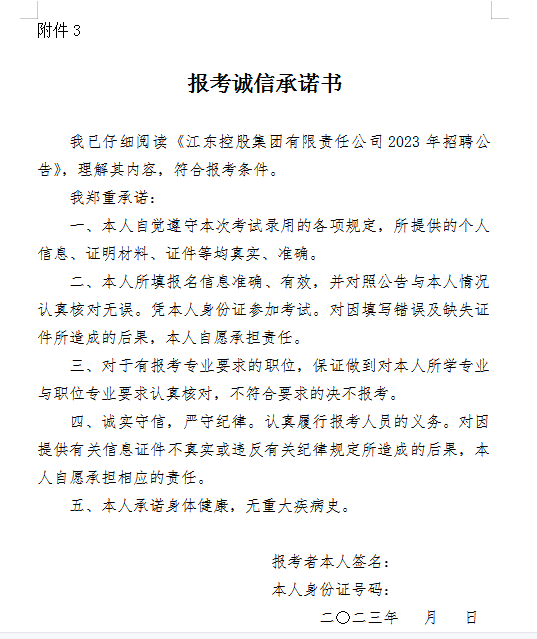 附件 3
报考诚信承诺书
我已仔细阅读《江东控股集团有限责任公司 2023 年招聘公
告》，理解其内容，符合报考条件。
我郑重承诺：
一、本人自觉遵守本次考试录用的各项规定，所提供的个人
信息、证明材料、证件等均真实、准确。
二、本人所填报名信息准确、有效，并对照公告与本人情况
认真核对无误。凭本人身份证参加考试。对因填写错误及缺失证
件所造成的后果，本人自愿承担责任。
三、对于有报考专业要求的职位，保证做到对本人所学专业
与职位专业要求认真核对，不符合要求的决不报考。
四、诚实守信，严守纪律。认真履行报考人员的义务。对因
提供有关信息证件不真实或违反有关纪律规定所造成的后果，本
人自愿承担相应的责任。
五、本人承诺身体健康，无重大疾病史。
报考者本人签名：
本人身份证号码：
二〇二三年 月 日